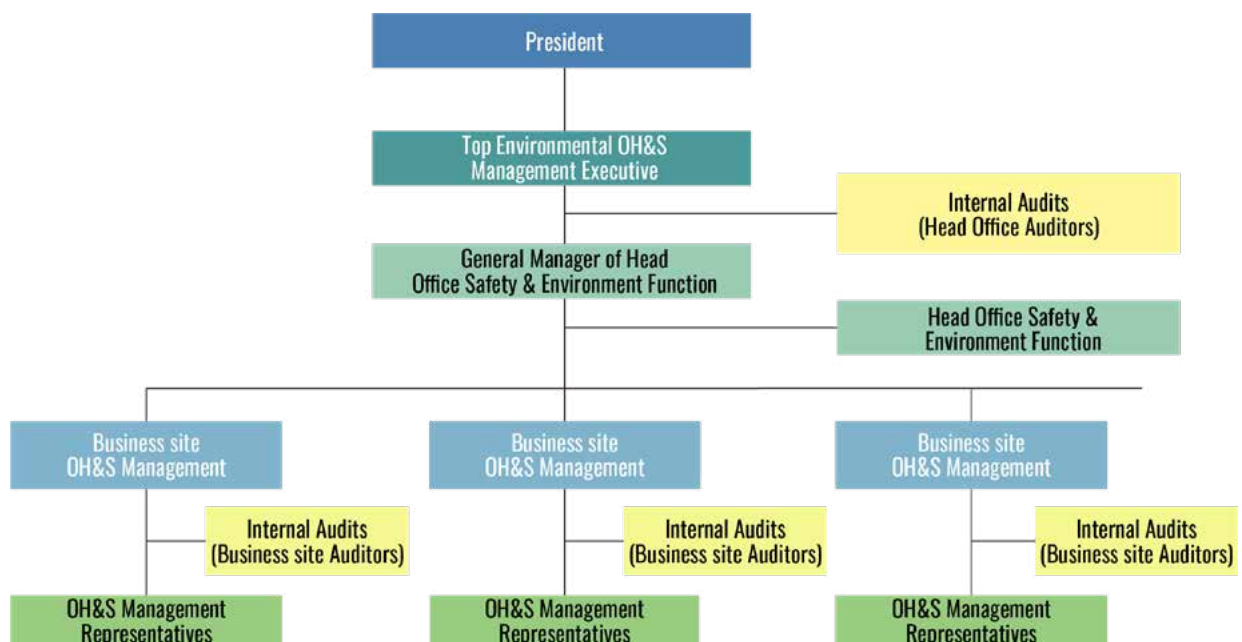 President
Top Environmental OH&S
Management Executive
Internal Audits
(Head Office Auditors)
General Manager of Head
Office Safety & Environment Function
Head Office Safety &
Environment Function
Business site
OH&S Management
Business site
OH&S Management
Business site
OH&S Management
Internal Audits
(Business site Auditors)
Internal Audits
(Business site Auditors)
Internal Audits
(Business site Auditors)
OH&S Management
Representatives
OH&S Management
Representatives
OH&S Management
Representatives